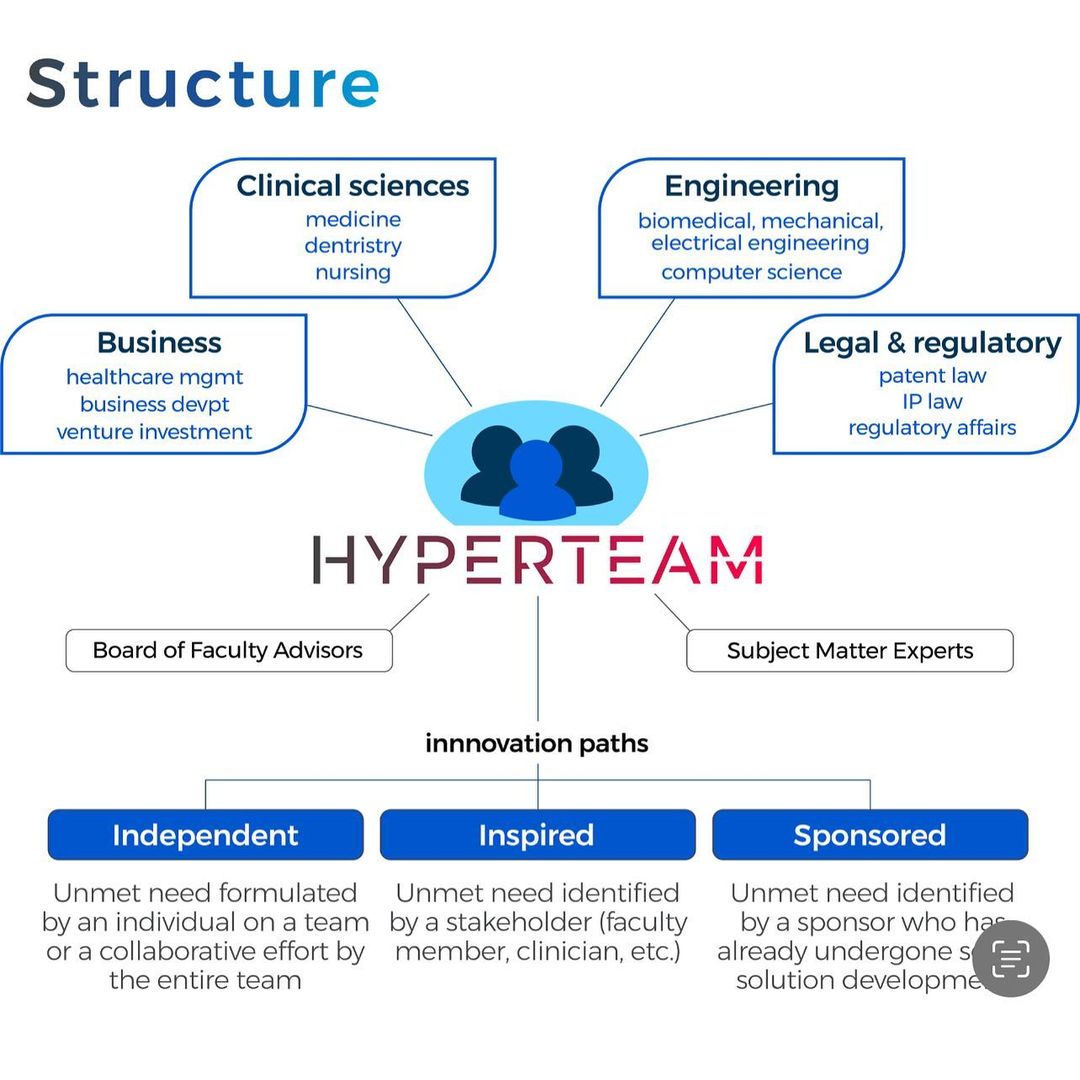 Structure
Clinical sciences
medicine
dentristry
nursing
Engineering
biomedical, mechanical,
electrical engineering
computer science
Business
healthcare mgmt
business devpt
venture investment
Legal & regulatory
patent law
IP law
regulatory affairs
HYPERTEAM
Board of Faculty Advisors
Subject Matter Experts
innnovation paths
Independent
Unmet need formulated
by an individual on a team
or a collaborative effort by
the entire team
Inspired
Unmet need identified
by a stakeholder (faculty
member, clinician, etc.)
Sponsored
Unmet need identified
by a sponsor who has
already undergone
solution